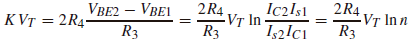 K V_T = 2R_4 \frac{V_{BE2} - V_{BE1}}{R_3} = \frac{2R_4}{R_3} V_T \ln \frac{I_{C2} I_{s1}}{I_{s2} I_{C1}} = \frac{2R_4}{R_3} V_T \ln n